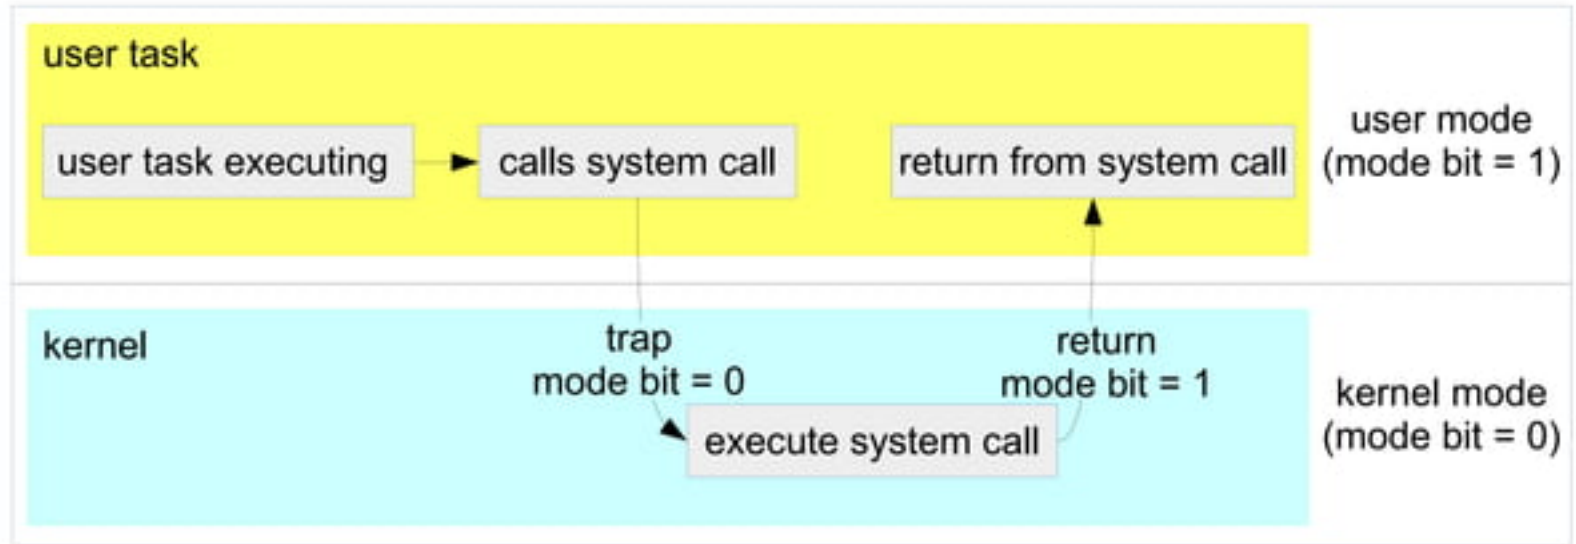 user task
user task executing
calls system call
return from system call
user mode
(mode bit = 1)
kernel
trap
mode bit = 0
return
mode bit = 1
execute system call
kernel mode
(mode bit = 0)